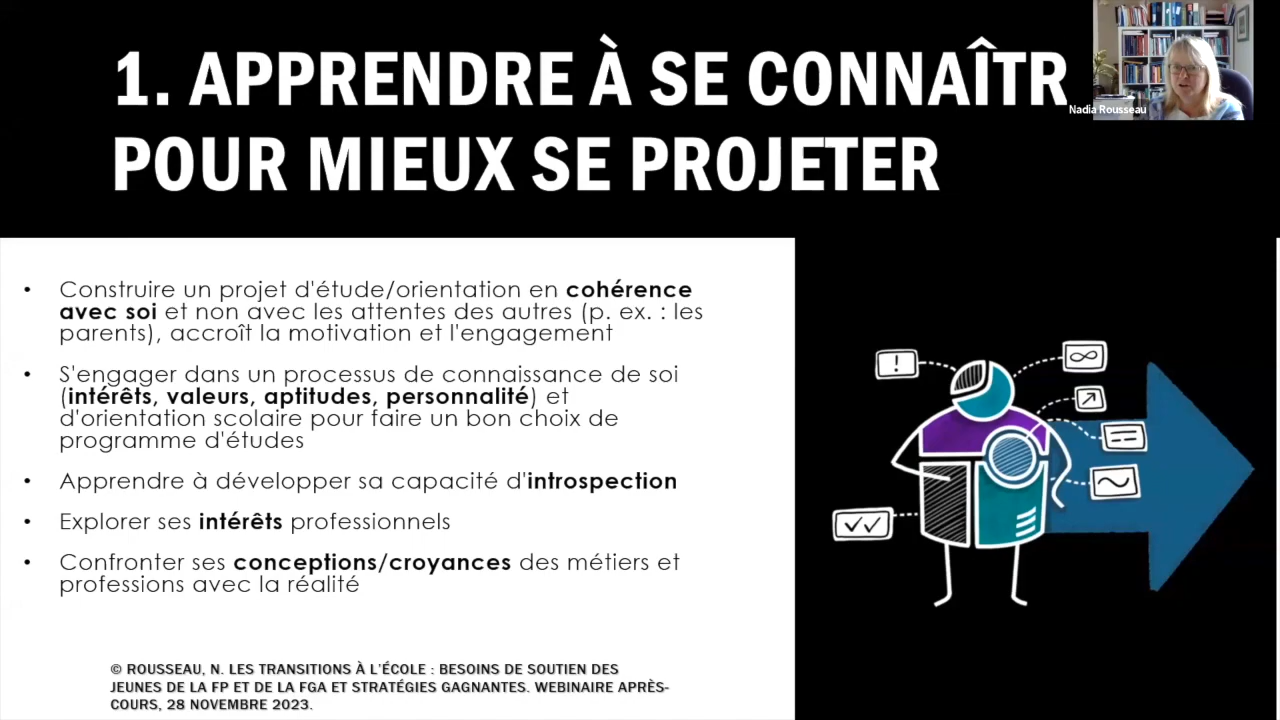 1. APPRENDRE À SE CONNAÎTR
POUR MIEUX SE PROJETER
Nadia Rousseau
• Construire un projet d'étude/orientation en cohérence
avec soi et non avec les attentes des autres (p. ex. : les
parents), accroît la motivation et l'engagement
• S'engager dans un processus de connaissance de soi
(intérêts, valeurs, aptitudes, personnalité) et
d'orientation scolaire pour faire un bon choix de
programme d'études
• Apprendre à développer sa capacité d'introspection
• Explorer ses intérêts professionnels
• Confronter ses conceptions/croyances des métiers et
professions avec la réalité
© ROUSSEAU, N. LES TRANSITIONS À L'ÉCOLE : BESOINS DE SOUTIEN DES
JEUNES DE LA FP ET DE LA FGA ET STRATÉGIES GAGNANTES. WEBINAIRE APRÈS-
COURS, 28 NOVEMBRE 2023.